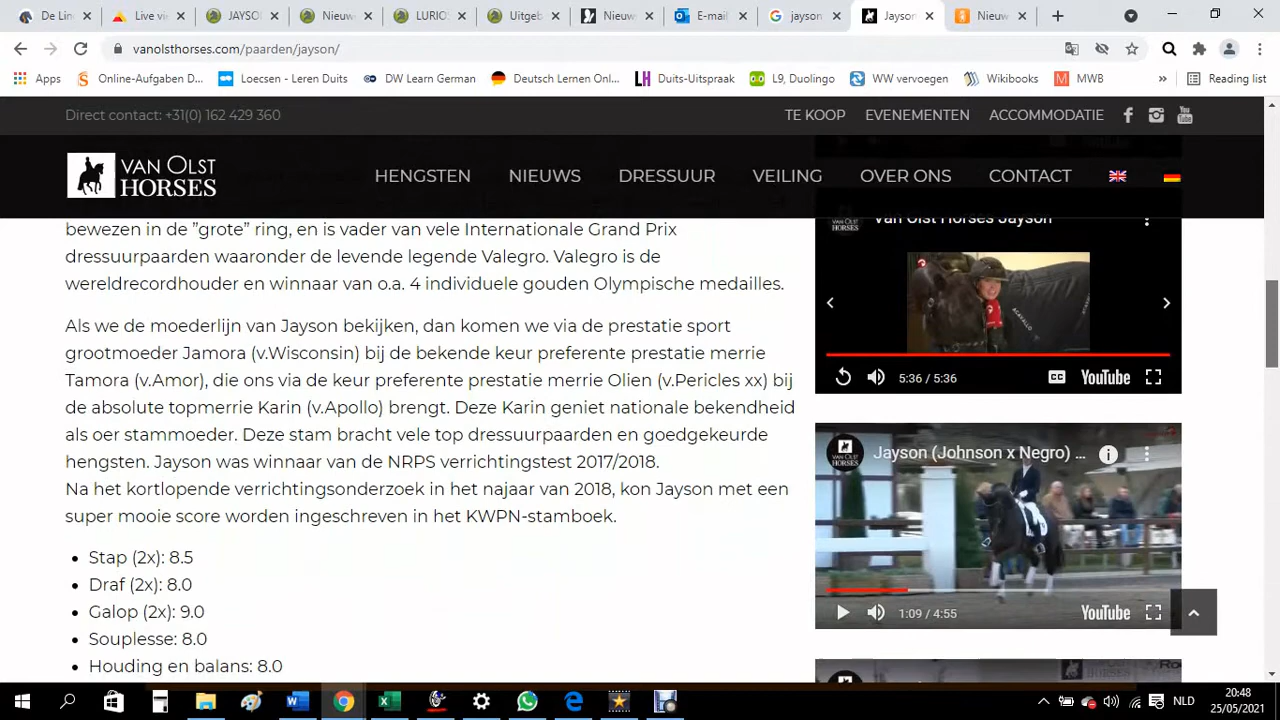 De Lin
Live vi
JAYSO
Nieuw
LURIO
Uitgeb
Nieuw
E-mail
jayson
Jayson
Nieuw
vanolsthorses.com/paarden/jayson/
Apps
Online-Aufgaben D...
Loecsen - Leren Duits
DW Learn German
Deutsch Lernen Onl...
Duits-Uitspraak
L9, Duolingo
WW vervoegen
Wikibooks
MWB
»
Reading list
Direct contact: +31(0) 162 429 360
TE KOOP EVENEMENTEN ACCOMMODATIE
VAN OLST
HORSES
HENGSTEN NIEUWS DRESSUUR VEILING OVER ONS CONTACT
bewezen in de ”grote” ring, en is vader van vele Internationale Grand Prix
dressuurpaarden waaronder de levende legende Valegro. Valegro is de
wereldrecordhouder en winnaar van o.a. 4 individuele gouden Olympische medailles.
Als we de moederlijn van Jayson bekijken, dan komen we via de prestatie sport
grootmoeder Jamora (v.Wisconsin) bij de bekende keur preferente prestatie merrie
Tamora (v.Amor), die ons via de keur preferente prestatie merrie Olien (v.Pericles xx) bij
de absolute topmerrie Karin (v.Apollo) brengt. Deze Karin geniet nationale bekendheid
als oer stammoeder. Deze stam bracht vele top dressuurpaarden en goedgekeurde
hengsten. Jayson was winnaar van de NRPS verrichtingstest 2017/2018.
Na het kortlopende verrichtingsonderzoek in het najaar van 2018, kon Jayson met een
super mooie score worden ingeschreven in het KWPN-stamboek.
• Stap (2x): 8.5
• Draf (2x): 8.0
• Galop (2x): 9.0
• Souplesse: 8.0
• Houding en balans: 8.0
Van Olst Horses Jayson
5:36 / 5:36
CC
YouTube
Jayson (Johnson x Negro) ...
1:09 / 4:55
YouTube
NLD
20:48
25/05/2021